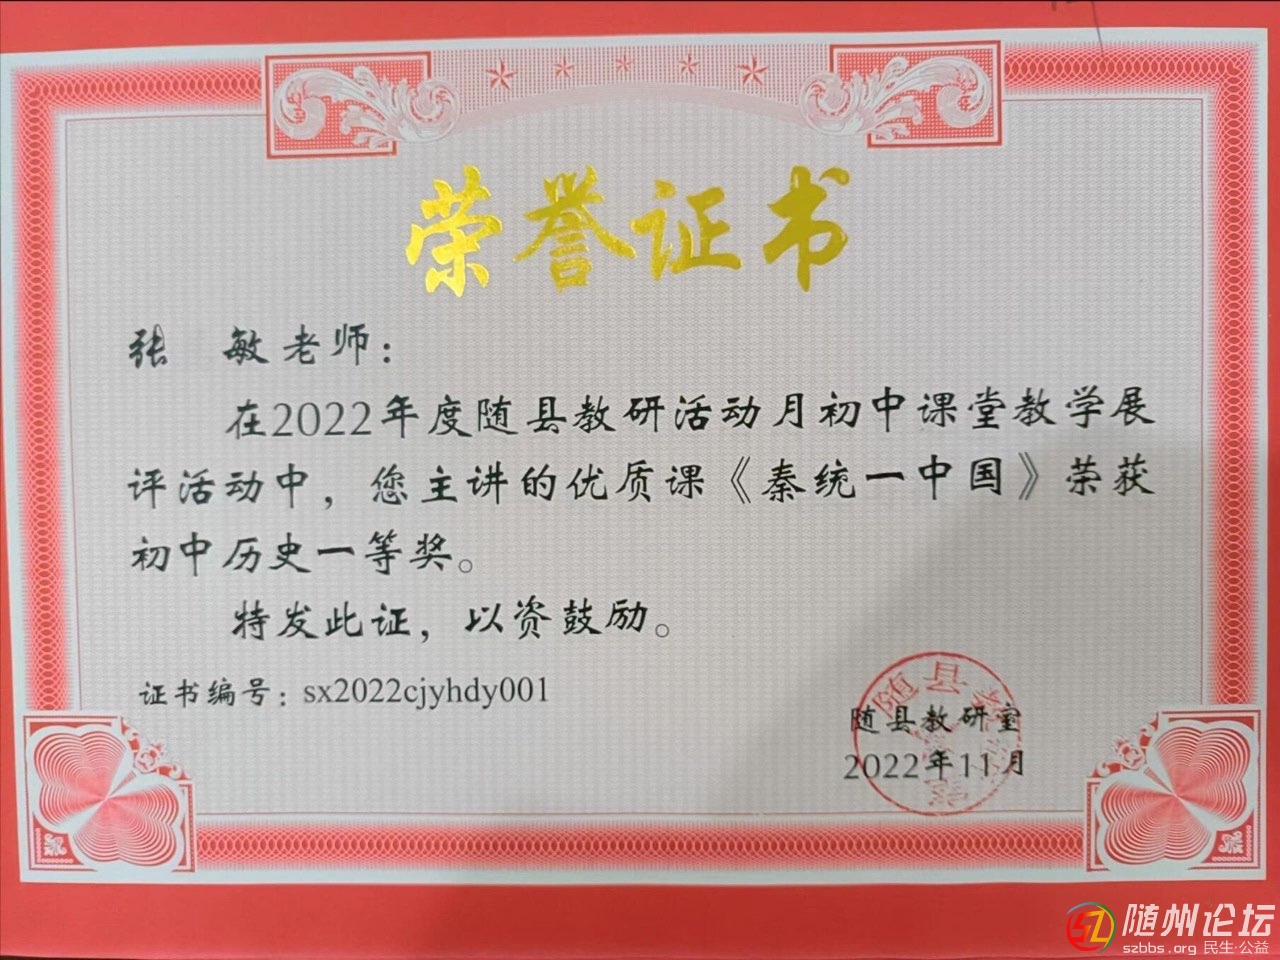 荣誉证书
张 敏老师：
在2022年度随县教研活动月初中课堂教学展
评活动中，您主讲的优质课《秦统一中国》荣获
初中历史一等奖。
特发此证，以资鼓励。
证书编号：sx2022cjyhdy001
随县教研室
2022年11月
随州论坛
szbbs.org 民生·公益